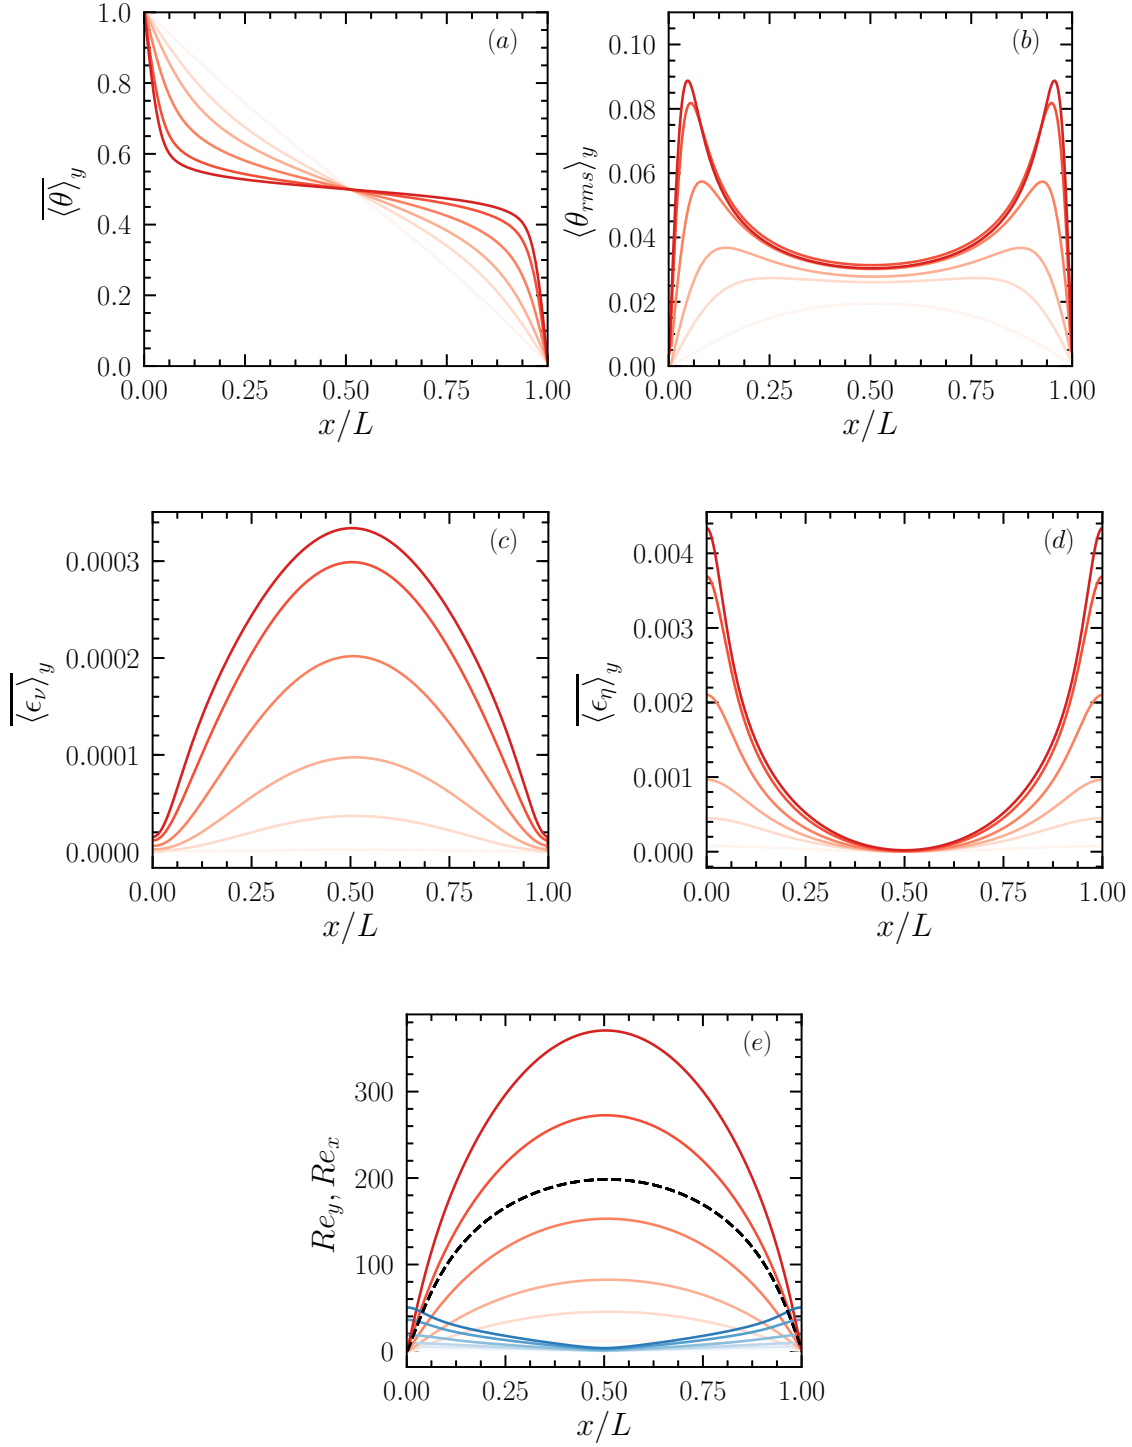 (a)
1.0
0.8
0.6
0.4
0.2
0.0
0.00 0.25 0.50 0.75 1.00
x/L
⟨θ⟩_y
(b)
0.10
0.08
0.06
0.04
0.02
0.00
0.00 0.25 0.50 0.75 1.00
x/L
⟨θ_{rms}⟩_y
(c)
0.0003
0.0002
0.0001
0.0000
0.00 0.25 0.50 0.75 1.00
x/L
⟨ϵ_ν⟩_y
(d)
0.004
0.003
0.002
0.001
0.000
0.00 0.25 0.50 0.75 1.00
x/L
⟨ϵ_η⟩_y
(e)
300
200
100
0
0.00 0.25 0.50 0.75 1.00
x/L
Re_y, Re_x